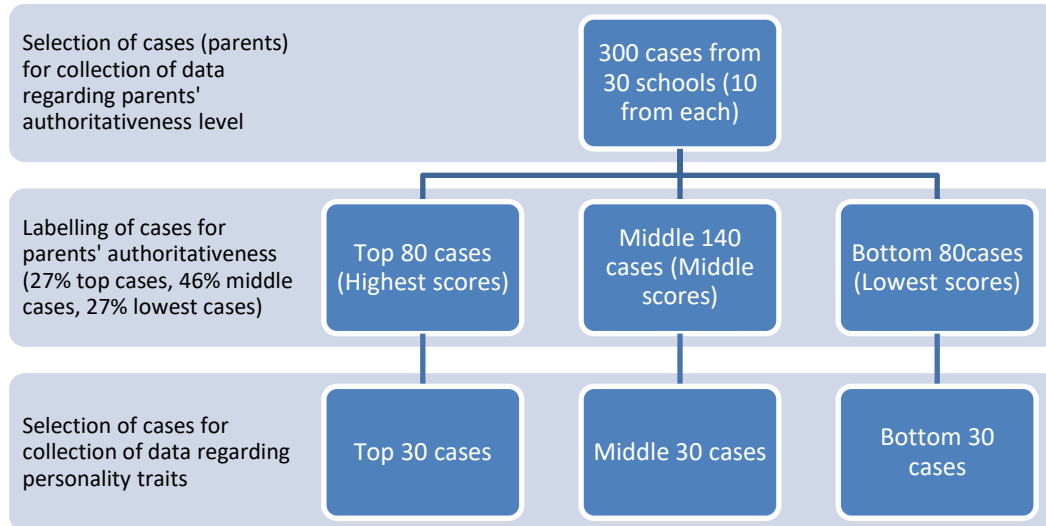 Selection of cases (parents)
for collection of data
regarding parents'
authoritativeness level
300 cases from
30 schools (10
from each)
Labelling of cases for
parents' authoritativeness
(27% top cases, 46% middle
cases, 27% lowest cases)
Top 80 cases
(Highest scores)
Middle 140
cases (Middle
scores)
Bottom 80cases
(Lowest scores)
Selection of cases for
collection of data regarding
personality traits
Top 30 cases
Middle 30 cases
Bottom 30
cases